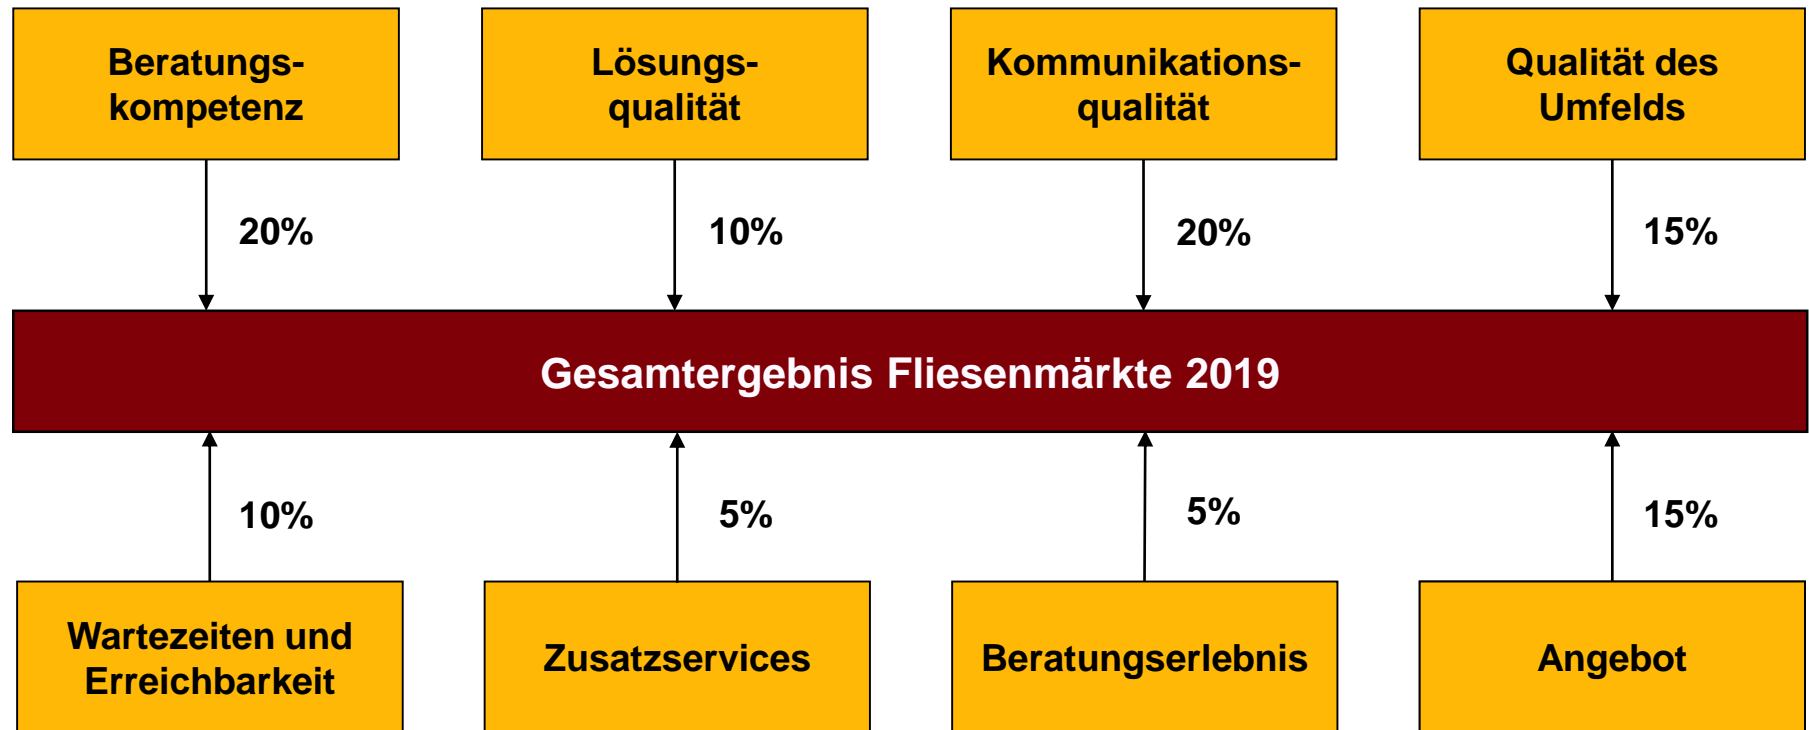 Beratungs-
kompetenz
Lösungs-
qualität
Kommunikations-
qualität
Qualität des
Umfelds
20%
10%
20%
15%
Gesamtergebnis Fliesenmärkte 2019
10%
5%
5%
15%
Wartezeiten und
Erreichbarkeit
Zusatzservices
Beratungserlebnis
Angebot